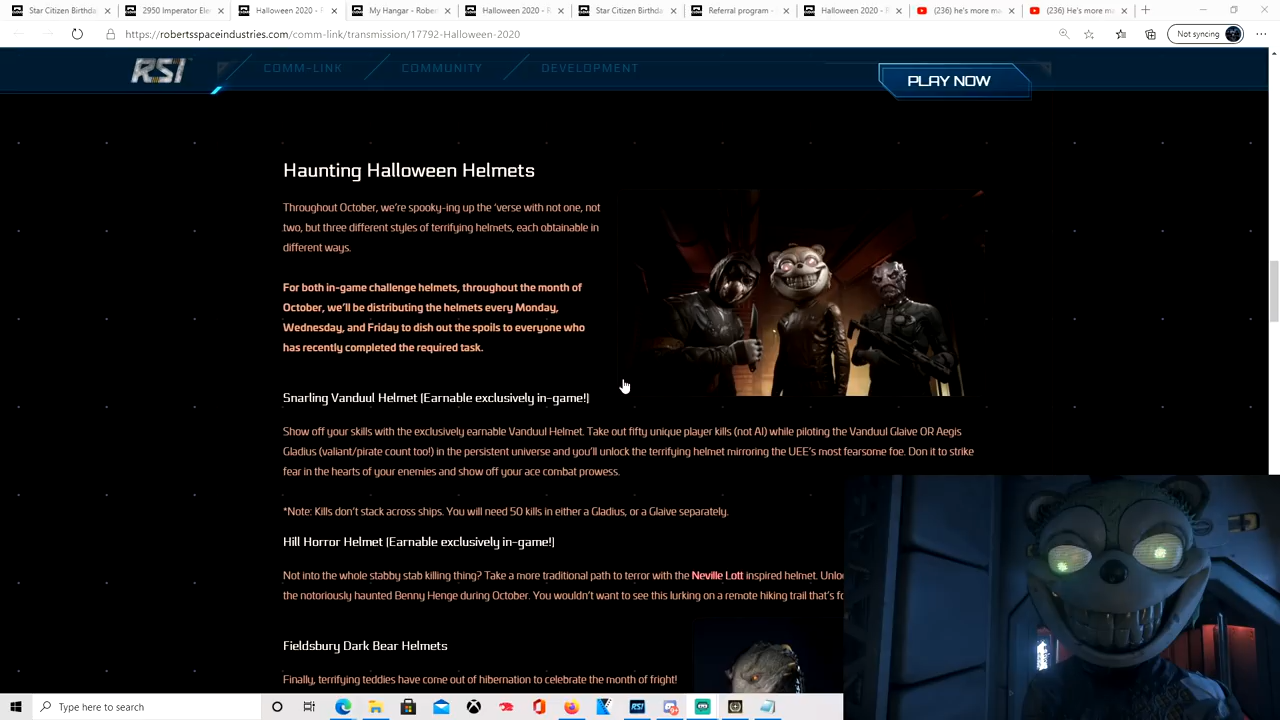 Star Citizen Birthda
2950 Imperator Ele
Halloween 2020 - R
My Hangar - Robert
Halloween 2020 - R
Star Citizen Birthda
Referral program -
Halloween 2020 -
(236) he's more ma
(236) He's more m
Not syncing
https://robertsspaceindustries.com/comm-link/transmission/17792-Halloween-2020
RSI
COMM-LINK
COMMUNITY
DEVELOPMENT
PLAY NOW
Haunting Halloween Helmets
Throughout October, we're spooky-ing up the 'verse with not one, not
two, but three different styles of terrifying helmets, each obtainable in
different ways.
For both in-game challenge helmets, throughout the month of
October, we'll be distributing the helmets every Monday,
Wednesday, and Friday to dish out the spoils to everyone who
has recently completed the required task.
Snarling Vanduul Helmet [Earnable exclusively in-game!]
Show off your skills with the exclusively earnable Vanduul Helmet. Take out fifty unique player kills (not AI) while piloting the Vanduul Glaive OR Aegis
Gladius (valiant/pirate count too!) in the persistent universe and you'll unlock the terrifying helmet mirroring the UEE's most fearsome foe. Don it to strike
fear in the hearts of your enemies and show off your ace combat prowess.
*Note: Kills don't stack across ships. You will need 50 kills in either a Gladius, or a Glaive separately.
Hill Horror Helmet [Earnable exclusively in-game!]
Not into the whole stabby stab killing thing? Take a more traditional path to terror with the Neville Lott inspired helmet. Unloc
the notoriously haunted Benny Henge during October. You wouldn't want to see this lurking on a remote hiking trail that's fo
Fieldsbury Dark Bear Helmets
Finally, terrifying teddies have come out of hibernation to celebrate the month of fright!
Type here to search
RSI